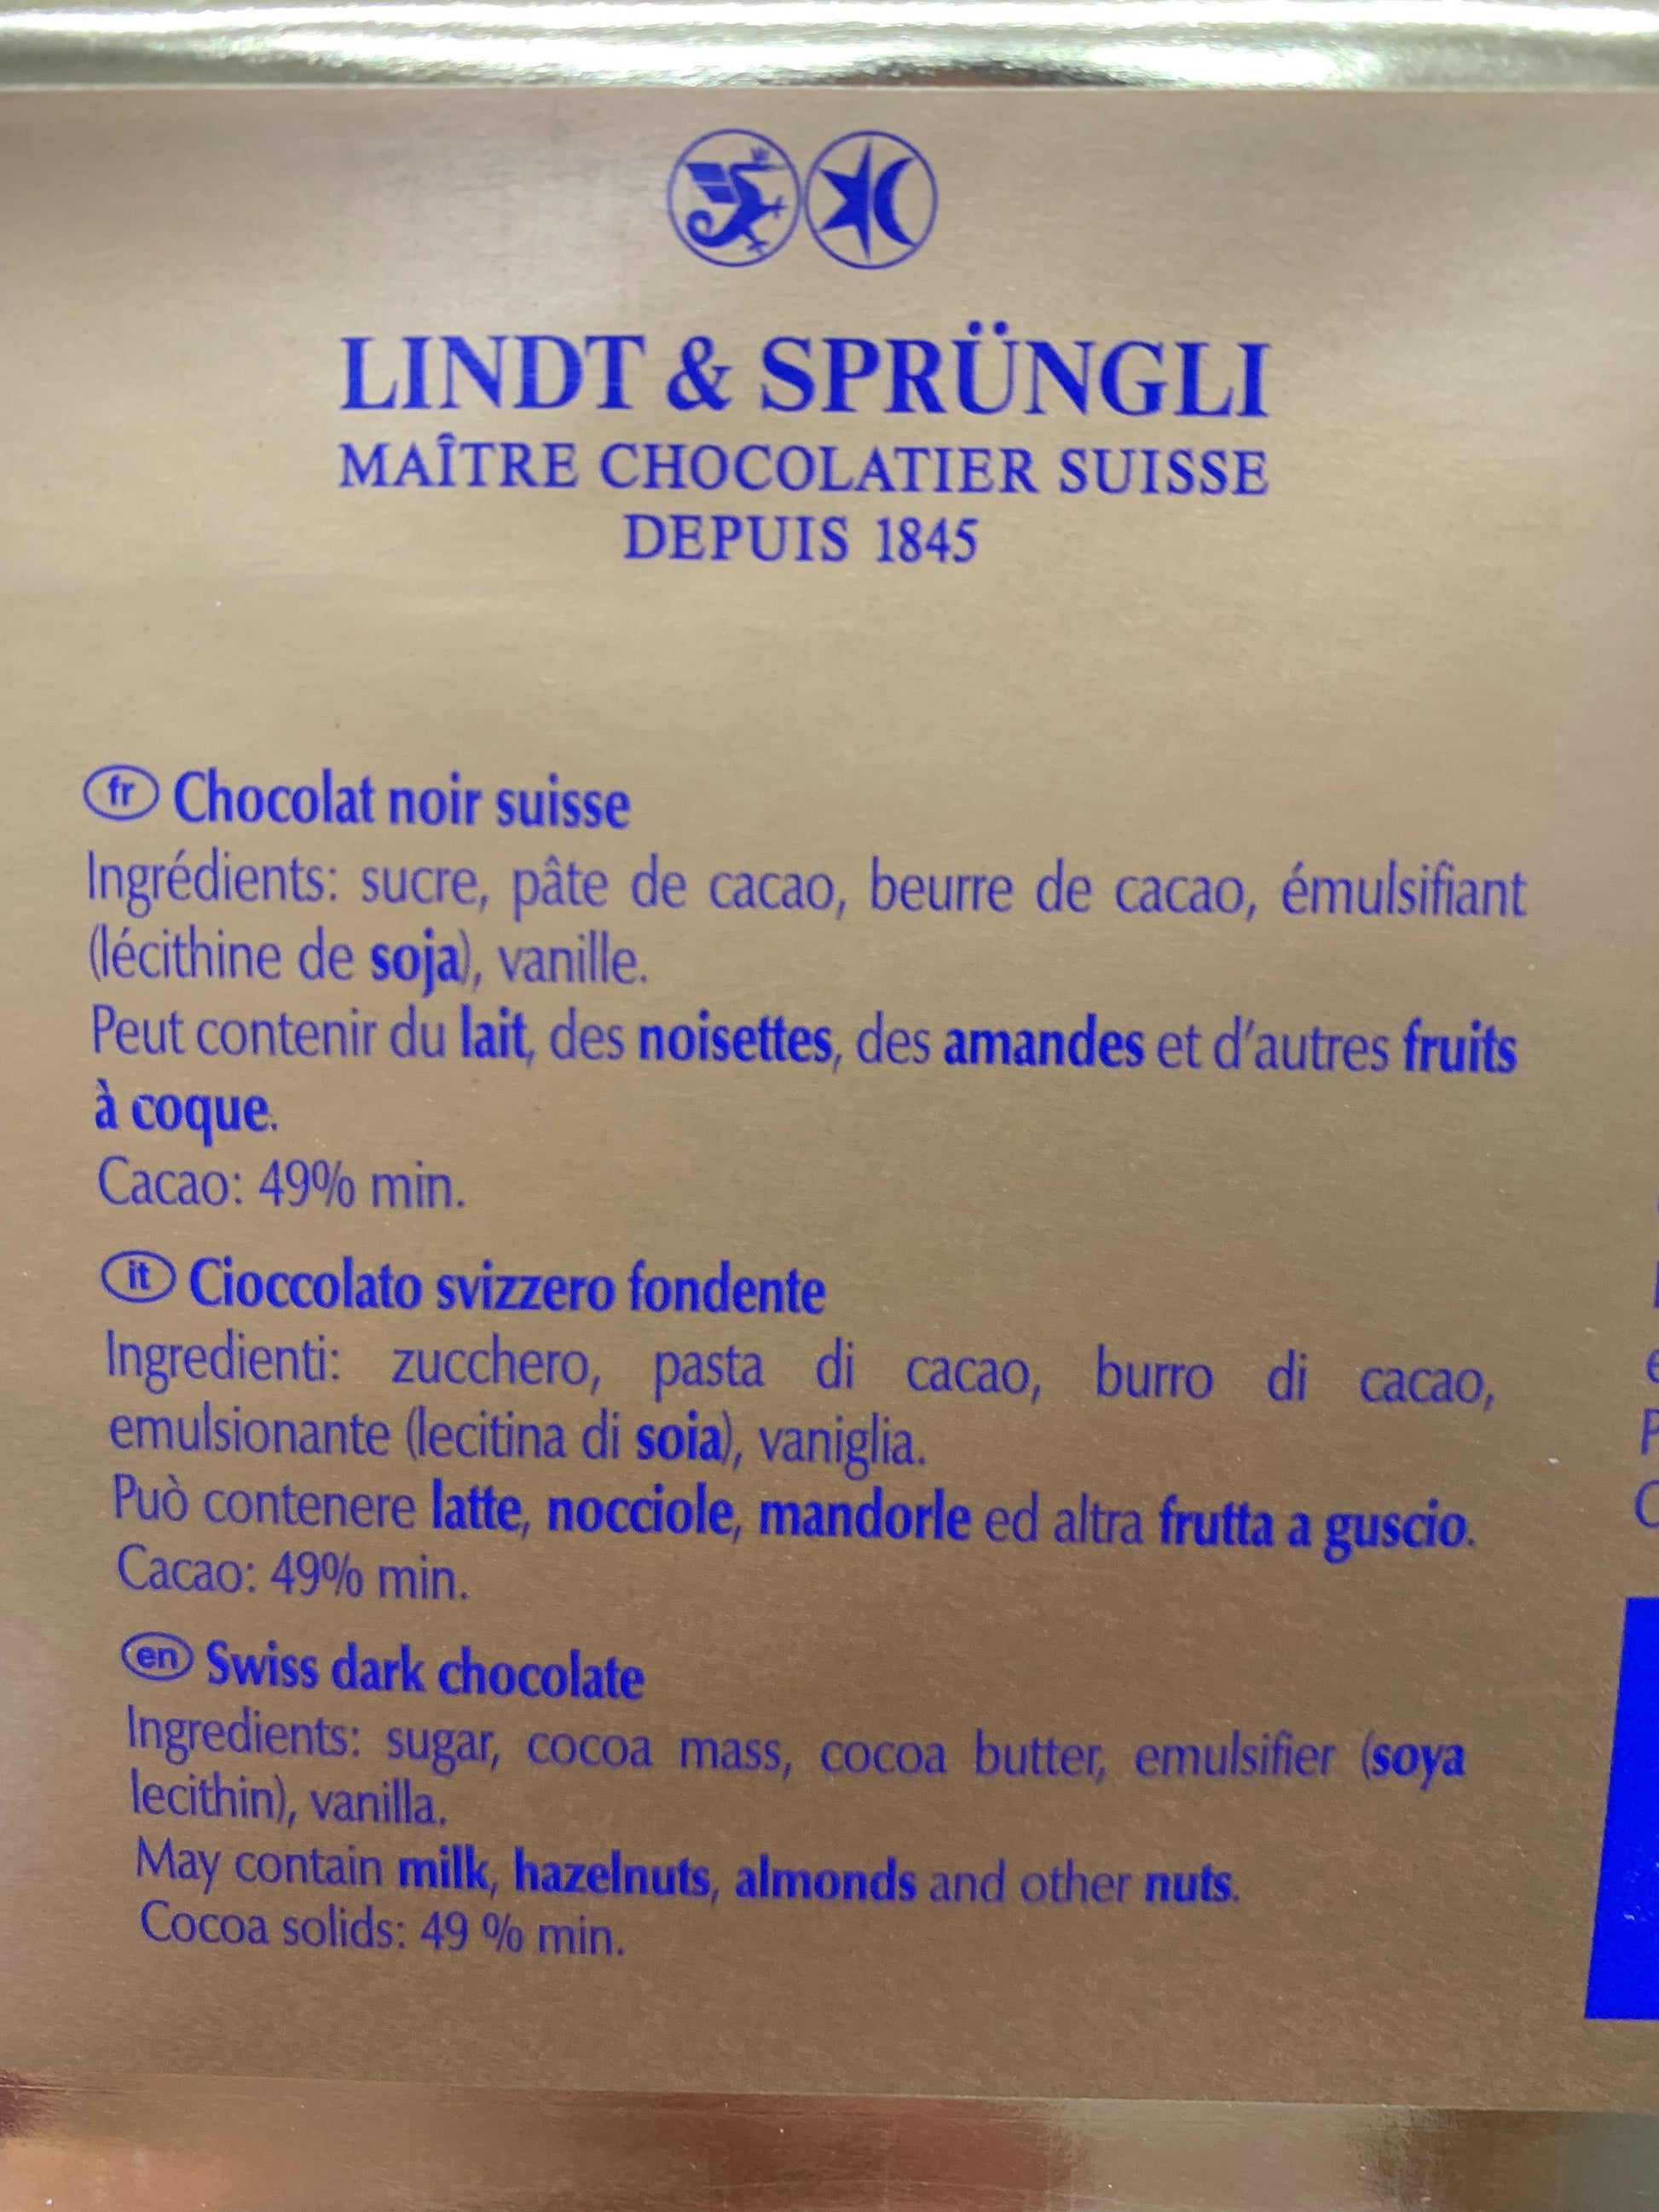 LINDT & SPRÜNGLI
MAÎTRE CHOCOLATIER SUISSE
DEPUIS 1845
fr Chocolat noir suisse
Ingrédients: sucre, pâte de cacao, beurre de cacao, émulsifiant
(lécithine de soja), vanille.
Peut contenir du lait, des noisettes, des amandes et d'autres fruits
à coque.
Cacao: 49% min.
it Cioccolato svizzero fondente
Ingredienti: zucchero, pasta di cacao, burro di cacao,
emulsionante (lecitina di soia), vaniglia.
Può contenere latte, nocciole, mandorle ed altra frutta a guscio.
Cacao: 49% min.
en Swiss dark chocolate
Ingredients: sugar, cocoa mass, cocoa butter, emulsifier (soya
lecithin), vanilla.
May contain milk, hazelnuts, almonds and other nuts.
Cocoa solids: 49 % min.